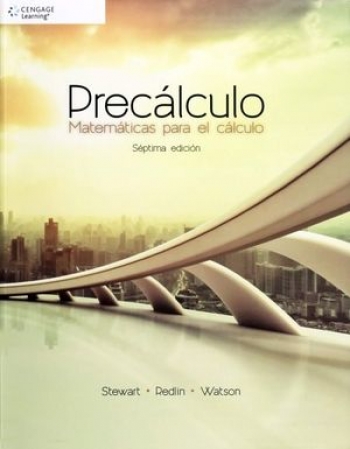 CENGAGE
Learning®
Precálculo
Matemáticas para el cálculo
Séptima edición
Stewart • Redlin • Watson